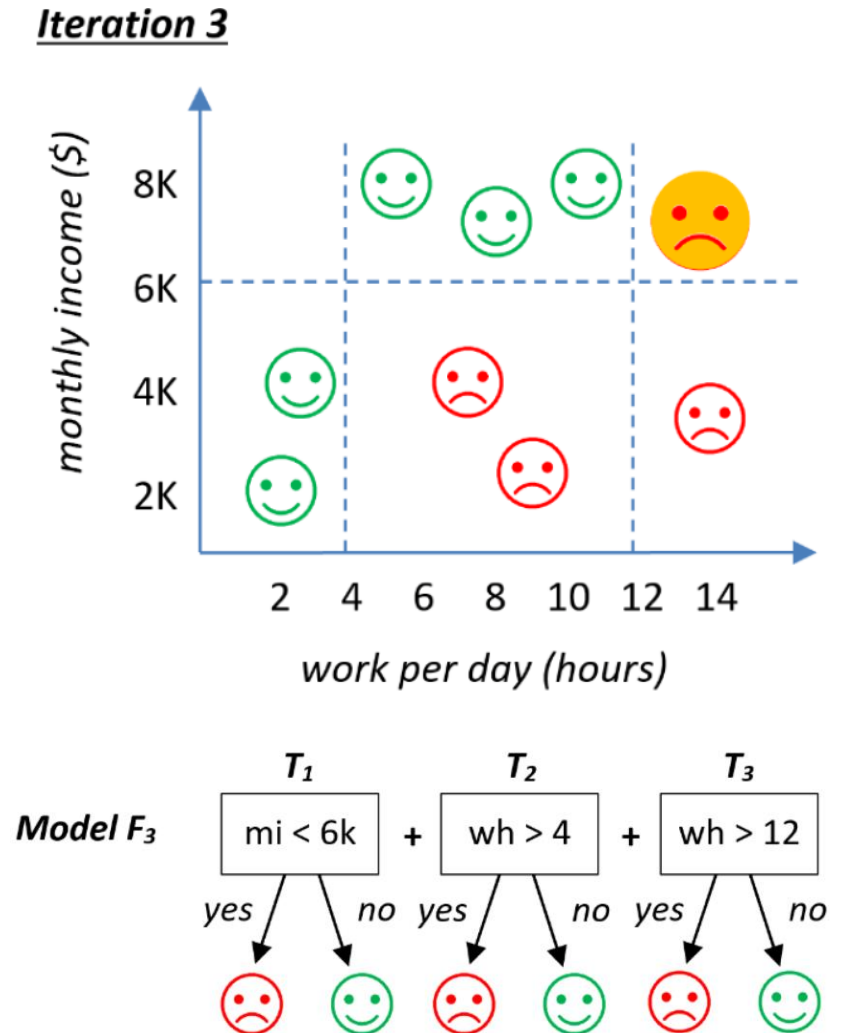 Iteration 3
monthly income ($)
8K
6K
4K
2K
2 4 6 8 10 12 14
work per day (hours)
T1 T2 T3
Model F3 mi < 6k + wh > 4 + wh > 12
yes no yes no yes no